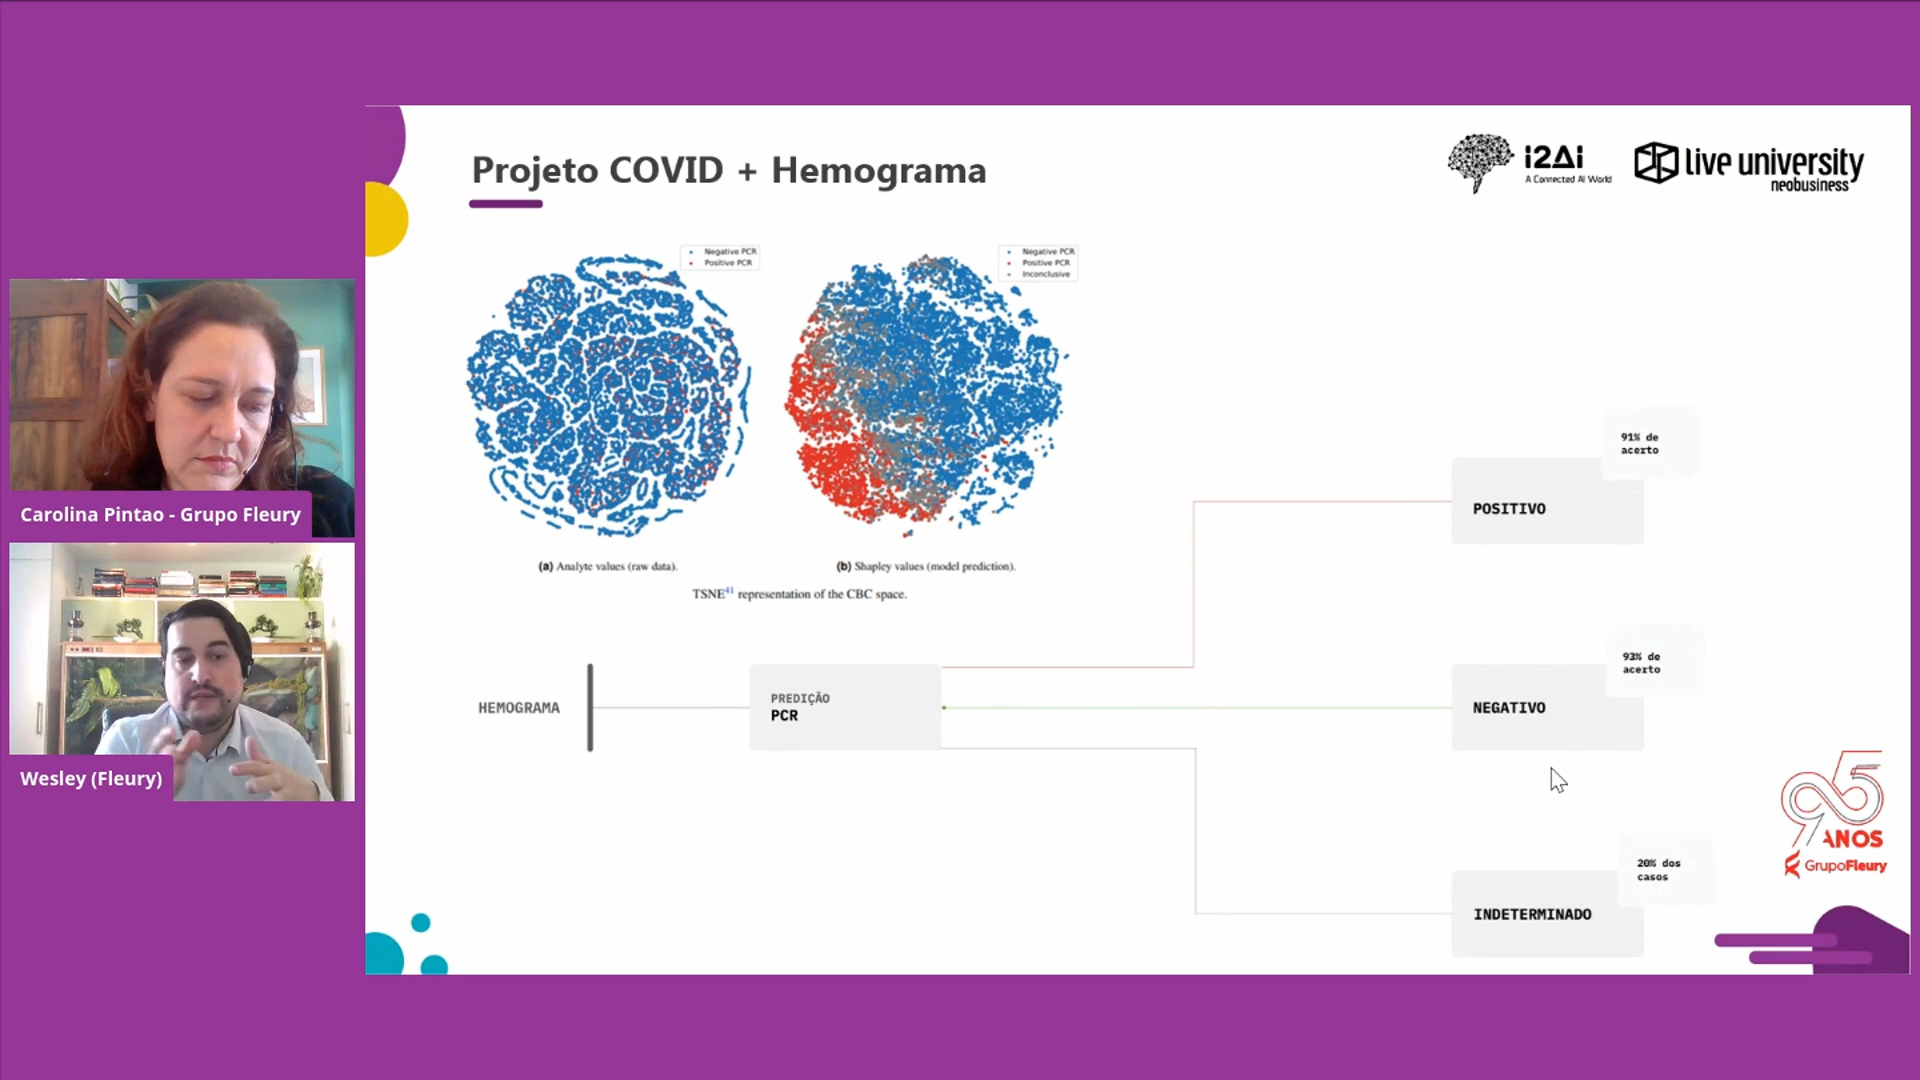 Projeto COVID + Hemograma
i2Ai
A Connected AI World
live university
neobusiness
Negative PCR
Positive PCR
Negative PCR
Positive PCR
Inconclusive
(a) Analyte values (raw data).
(b) Shapley values (model prediction).
TSNE41 representation of the CBC space.
91% de
acerto
POSITIVO
93% de
acerto
HEMOGRAMA
PREDIÇÃO
PCR
NEGATIVO
20% dos
casos
INDETERMINADO
95
ANOS
GrupoFleury
Carolina Pintao - Grupo Fleury
Wesley (Fleury)